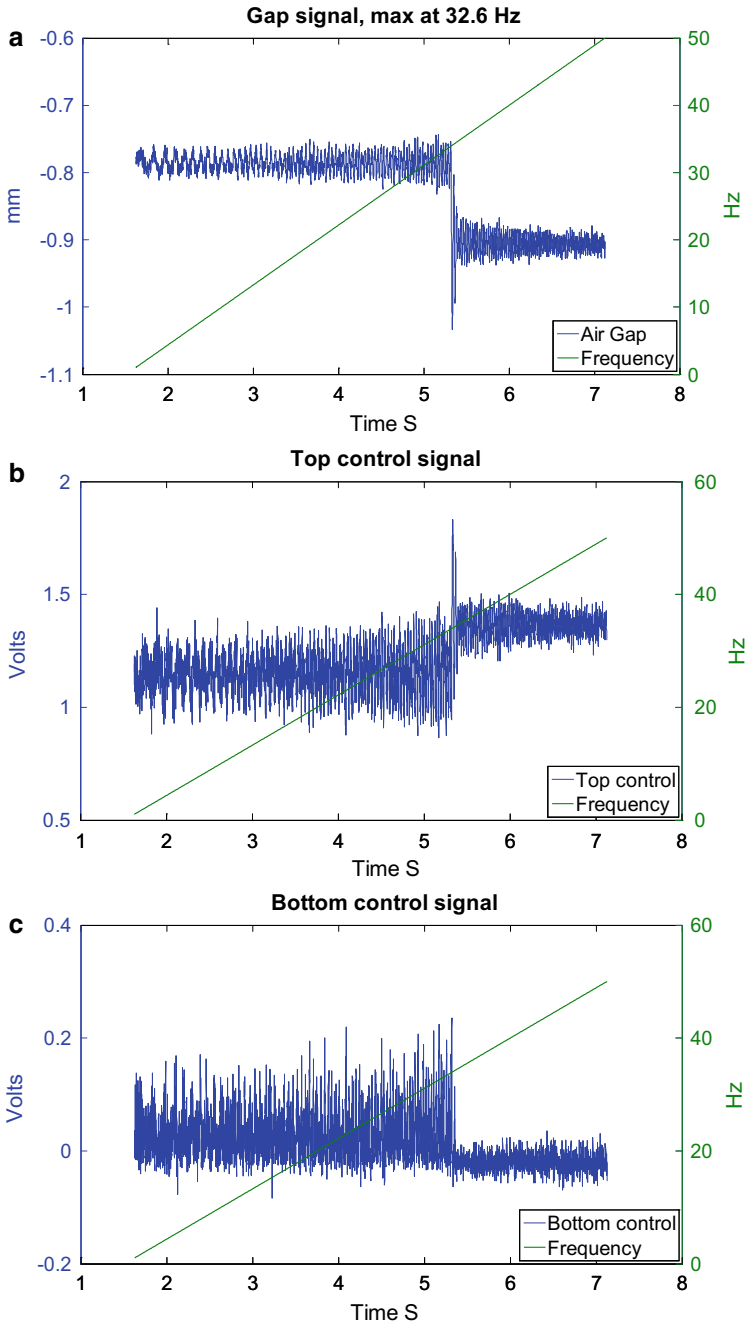 a
Gap signal, max at 32.6 Hz
-0.6
-0.7
-0.8
-0.9
-1
-1.1
mm
50
40
30
20
10
0
Hz
Air Gap
Frequency
1 2 3 4 5 6 7 8
Time S
b
Top control signal
2
1.5
1
0.5
Volts
60
40
20
0
Hz
Top control
Frequency
1 2 3 4 5 6 7 8
Time S
c
Bottom control signal
0.4
0.2
0
-0.2
Volts
60
40
20
0
Hz
Bottom control
Frequency
1 2 3 4 5 6 7 8
Time S